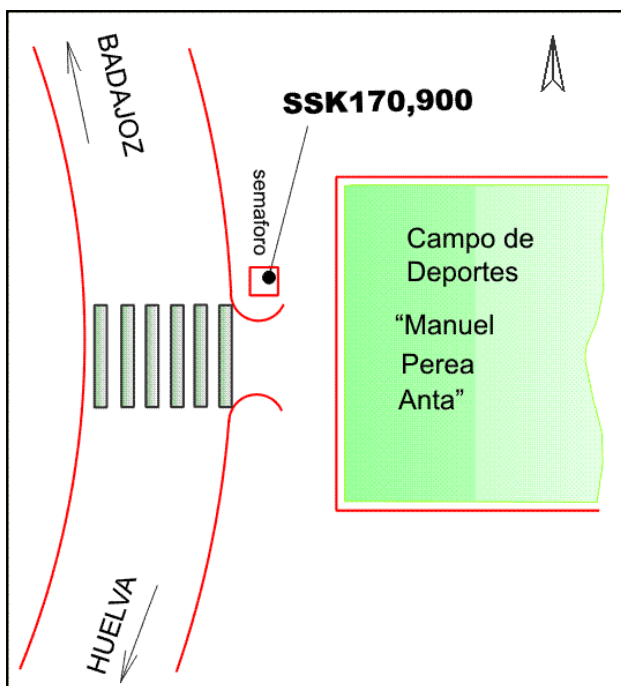 BADAJOZ
SSK170,900
semaforo
Campo de
Deportes
“Manuel
Perea
Anta”
HUELVA